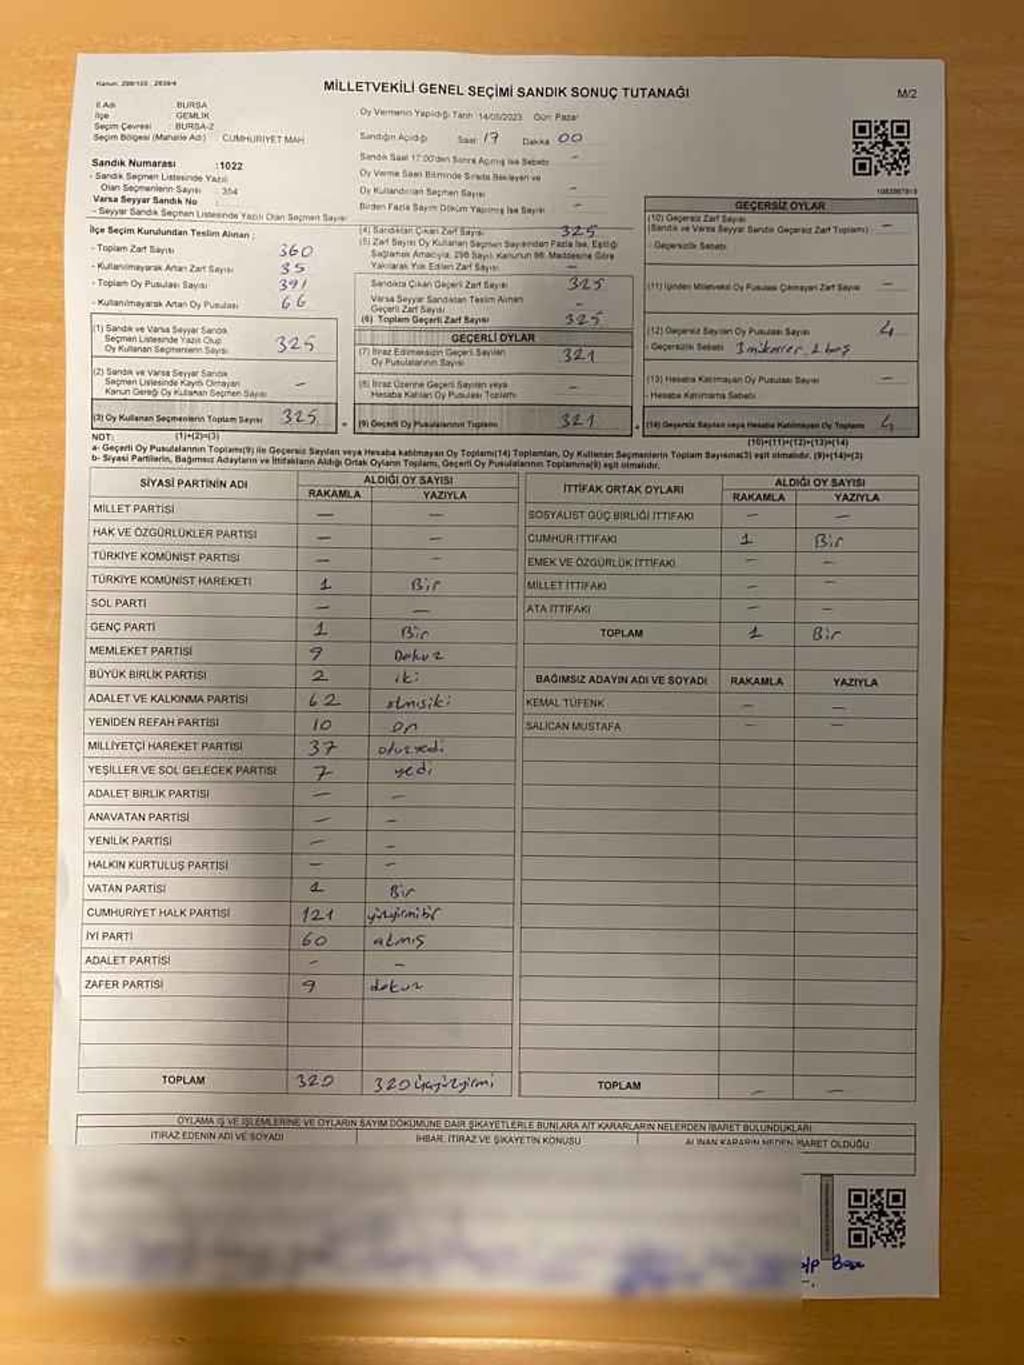 MİLLETVEKİLİ GENEL SEÇİMİ SANDIK SONUÇ TUTANAĞI
M/2
İl Adı BURSA
İlçe GEMLİK
Seçim Çevresi : BURSA-2
Seçim Bölgesi (Mahalle Adı) CUMHURİYET MAH
Sandık Numarası :1022
- Sandık Seçmen Listesinde Yazılı
Olan Seçmenlerin Sayısı : 354
Varsa Seyyar Sandık No
- Seyyar Sandık Seçmen Listesinde Yazılı Olan Seçmen Sayısı
Oy Vermenin Yapıldığı Tarih 14/05/2023 Gün: Pazar
Sandığın Açıldığı Saat: 17 Dakika 00
Sandık Saat 17:00'den Sonra Açılmış İse Sebebi –
Oy Verme Saati Bitiminde Sırada Bekleyen ve
Oy Kullandırılan Seçmen Sayısı –
Birden Fazla Sayım Döküm Yapılmış İse Sayısı –
İlçe Seçim Kurulundan Teslim Alınan :
- Toplam Zarf Sayısı 360
- Kullanılmayarak Artan Zarf Sayısı 35
- Toplam Oy Pusulası Sayısı 391
- Kullanılmayarak Artan Oy Pusulası 66
(1) Sandık ve Varsa Seyyar Sandık
Seçmen Listesinde Yazılı Olup
Oy Kullanan Seçmenlerin Sayısı 325
(2) Sandık ve Varsa Seyyar Sandık
Seçmen Listesinde Kayıtlı Olmayan
Kanun Gereği Oy Kullanan Seçmen Sayısı –
(3) Oy Kullanan Seçmenlerin Toplam Sayısı 325
(1)+(2)=(3)
(4) Sandıktan Çıkan Zarf Sayısı 325
(5) Zarf Sayısı Oy Kullanan Seçmen Sayısından Fazla İse, Eşitliği
Sağlamak Amacıyla, 298 Sayılı Kanunun 98. Maddesine Göre
Yakılarak Yok Edilen Zarf Sayısı –
Sandıkta Çıkan Geçerli Zarf Sayısı 325
Varsa Seyyar Sandıktan Teslim Alınan
Geçerli Zarf Sayısı –
(6) Toplam Geçerli Zarf Sayısı 325
GEÇERLİ OYLAR
(7) İtiraz Edilmeksizin Geçerli Sayılan
Oy Pusulalarının Sayısı 321
(8) İtiraz Üzerine Geçerli Sayılan veya
Hesaba Katılan Oy Pusulası Toplamı –
(9) Geçerli Oy Pusulalarının Toplamı 321
GEÇERSİZ OYLAR
(10) Geçersiz Zarf Sayısı
(Sandık ve Varsa Seyyar Sandık Geçersiz Zarf Toplamı) –
- Geçersizlik Sebebi
(11) İçinden Milletvekili Oy Pusulası Çıkmayan Zarf Sayısı –
(12) Geçersiz Sayılan Oy Pusulası Sayısı 4
- Geçersizlik Sebebi
(13) Hesaba Katılmayan Oy Pusulası Sayısı –
- Hesaba Katılmama Sebebi
(14) Geçersiz Sayılan veya Hesaba Katılmayan Oy Toplamı 4
(10)+(11)+(12)+(13)=(14)
NOT:
a- Geçerli Oy Pusulalarının Toplamı(9) ile Geçersiz Sayılan veya Hesaba katılmayan Oy Toplamı(14) Toplamları, Oy Kullanan Seçmenlerin Toplam Sayısına(3) eşit olmalıdır. (9)+(14)=(3)
b- Siyasi Partilerin, Bağımsız Adayların ve İttifakların Aldığı Ortak Oyların Toplamı, Geçerli Oy Pusulalarının Toplamına(9) eşit olmalıdır.
SİYASİ PARTİNİN ADI ALDIĞI OY SAYISI
RAKAMLA YAZIYLA
MİLLET PARTİSİ – –
HAK VE ÖZGÜRLÜKLER PARTİSİ – –
TÜRKİYE KOMÜNİST PARTİSİ – –
TÜRKİYE KOMÜNİST HAREKETİ 1 Bir
SOL PARTİ – –
GENÇ PARTİ 1 Bir
MEMLEKET PARTİSİ 9 Dokuz
BÜYÜK BİRLİK PARTİSİ 2 iki
ADALET VE KALKINMA PARTİSİ 62 atmışiki
YENİDEN REFAH PARTİSİ 10 on
MİLLİYETÇİ HAREKET PARTİSİ 37 otuzyedi
YEŞİLLER VE SOL GELECEK PARTİSİ 7 yedi
ADALET BİRLİK PARTİSİ – –
ANAVATAN PARTİSİ – –
YENİLİK PARTİSİ – –
HALKIN KURTULUŞ PARTİSİ – –
VATAN PARTİSİ 1 Bir
CUMHURİYET HALK PARTİSİ 121 yüzyirmibir
İYİ PARTİ 60 atmış
ADALET PARTİSİ – –
ZAFER PARTİSİ 9 dokuz
TOPLAM 320 320 üçyüzyirmi
İTTİFAK ORTAK OYLARI ALDIĞI OY SAYISI
RAKAMLA YAZIYLA
SOSYALİST GÜÇ BİRLİĞİ İTTİFAKI – –
CUMHUR İTTİFAKI 1 Bir
EMEK VE ÖZGÜRLÜK İTTİFAKI – –
MİLLET İTTİFAKI – –
ATA İTTİFAKI – –
TOPLAM 1 Bir
BAĞIMSIZ ADAYIN ADI VE SOYADI RAKAMLA YAZIYLA
KEMAL TÜFENK – –
SALİCAN MUSTAFA – –
TOPLAM – –
OYLAMA İŞ VE İŞLEMLERİNE VE OYLARIN SAYIM DÖKÜMÜNE DAİR ŞİKAYETLERLE BUNLARA AİT KARARLARIN NELERDEN İBARET BULUNDUKLARI
İTİRAZ EDENİN ADI VE SOYADI İHBAR, İTİRAZ VE ŞİKAYETİN KONUSU ALINAN KARARIN NEDEN İBARET OLDUĞU